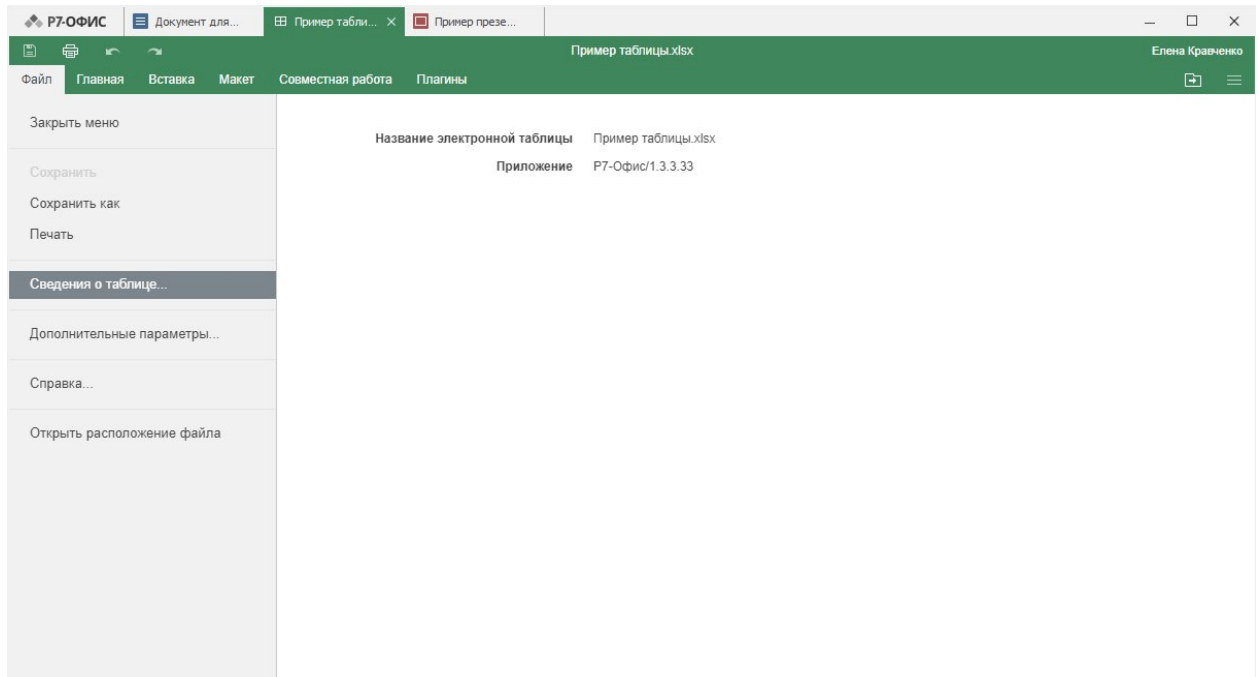 Р7-ОФИС Документ для... Пример табли... Пример презе...
Пример таблицы.xlsx Елена Кравченко
Файл Главная Вставка Макет Совместная работа Плагины
Закрыть меню
Название электронной таблицы Пример таблицы.xlsx
Приложение Р7-Офис/1.3.3.33
Сохранить
Сохранить как
Печать
Сведения о таблице...
Дополнительные параметры...
Справка...
Открыть расположение файла